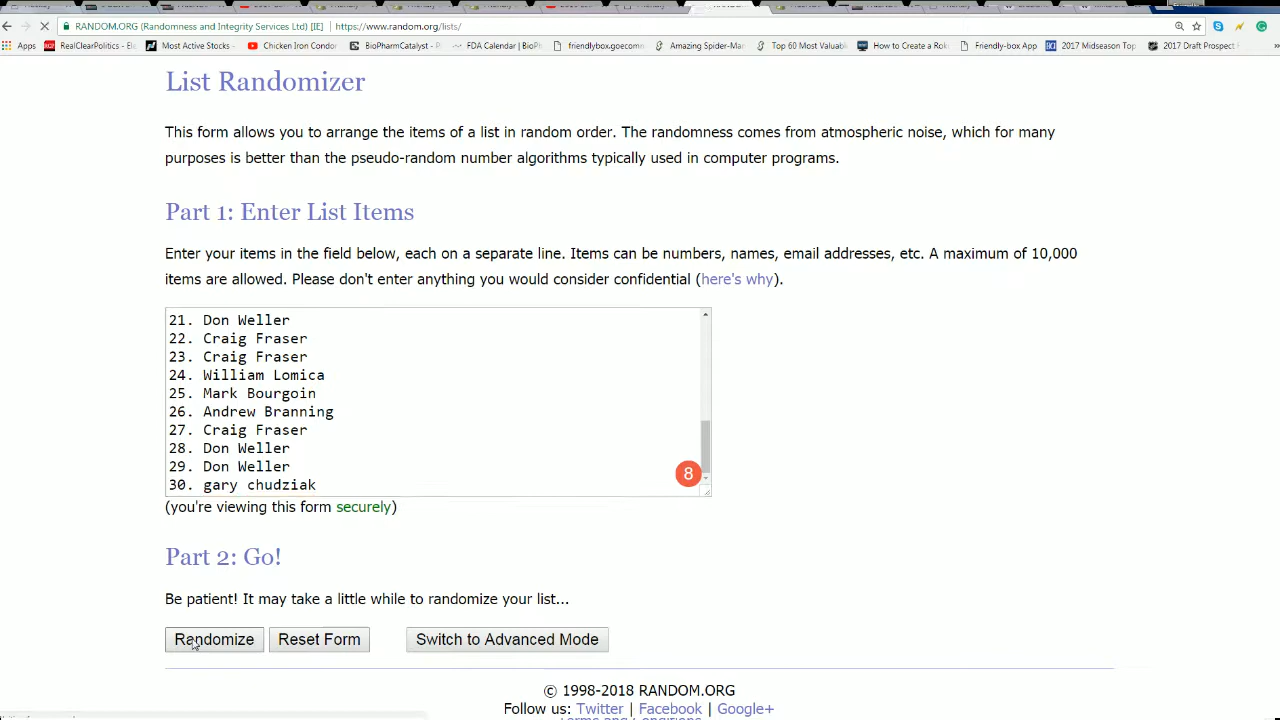 RANDOM.ORG (Randomness and Integrity Services Ltd) [IE] https://www.random.org/lists/
Apps RealClearPolitics - Ele Most Active Stocks - Chicken Iron Condor BioPharmCatalyst - P FDA Calendar | BioP friendlybox.gocomm Amazing Spider-Man Top 60 Most Valuabl How to Create a Rok Friendly-box App 2017 Midseason Top 2017 Draft Prospect
List Randomizer
This form allows you to arrange the items of a list in random order. The randomness comes from atmospheric noise, which for many
purposes is better than the pseudo-random number algorithms typically used in computer programs.
Part 1: Enter List Items
Enter your items in the field below, each on a separate line. Items can be numbers, names, email addresses, etc. A maximum of 10,000
items are allowed. Please don't enter anything you would consider confidential (here's why).
21. Don Weller
22. Craig Fraser
23. Craig Fraser
24. William Lomica
25. Mark Bourgoin
26. Andrew Branning
27. Craig Fraser
28. Don Weller
29. Don Weller
30. gary chudziak
8
(you're viewing this form securely)
Part 2: Go!
Be patient! It may take a little while to randomize your list...
Randomize Reset Form Switch to Advanced Mode
© 1998-2018 RANDOM.ORG
Follow us: Twitter | Facebook | Google+
Terms and Conditions